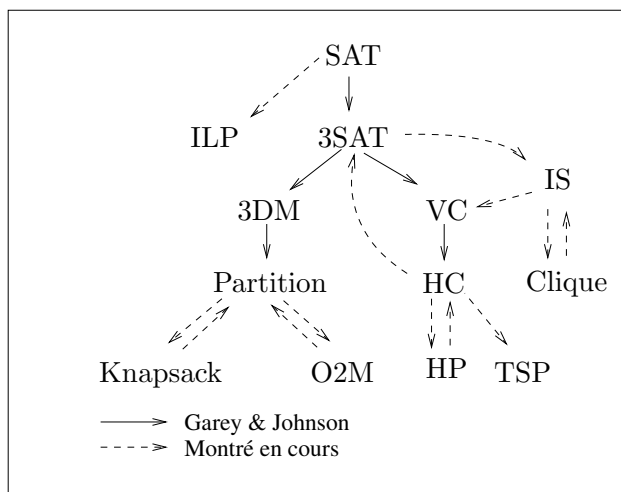 SAT
ILP 3SAT
IS
3DM VC
Partition HC Clique
Knapsack O2M HP TSP
Garey & Johnson
Montré en cours